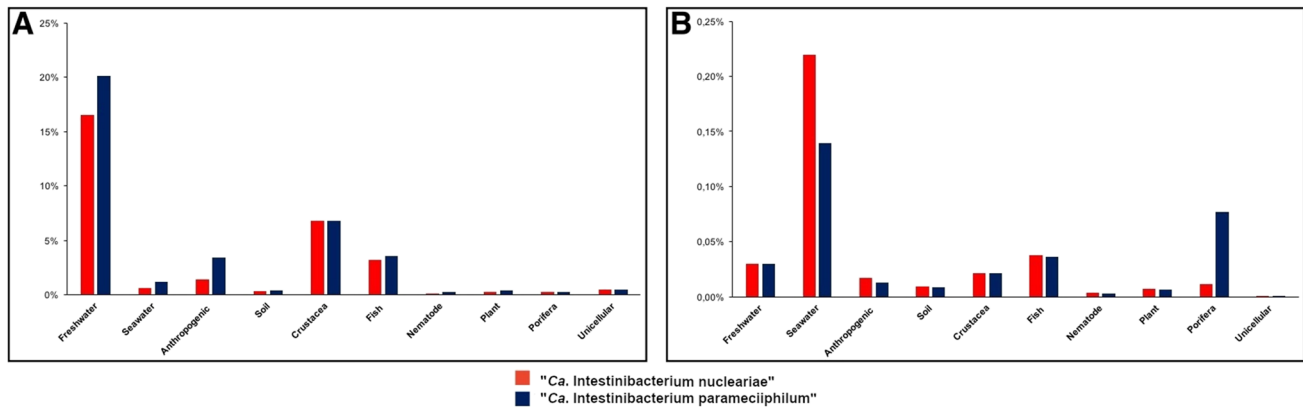 A
25%
20%
15%
10%
5%
0%
Freshwater
Seawater
Anthropogenic
Soil
Crustacea
Fish
Nematode
Plant
Porifera
Unicellular
B
0,25%
0,20%
0,15%
0,10%
0,05%
0,00%
Freshwater
Seawater
Anthropogenic
Soil
Crustacea
Fish
Nematode
Plant
Porifera
Unicellular
"Ca. Intestinibacterium nucleariae"
"Ca. Intestinibacterium parameciiphilum"